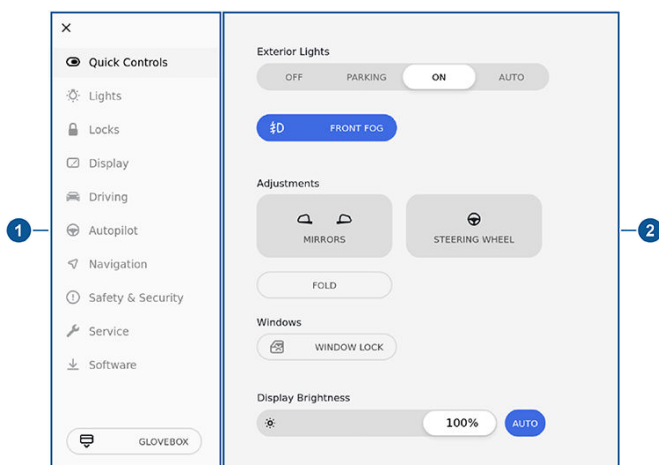 Quick Controls
Lights
Locks
Display
Driving
Autopilot
Navigation
Safety & Security
Service
Software
GLOVEBOX
Exterior Lights
OFF PARKING ON AUTO
FRONT FOG
Adjustments
MIRRORS STEERING WHEEL
FOLD
Windows
WINDOW LOCK
Display Brightness
100% AUTO
1
2